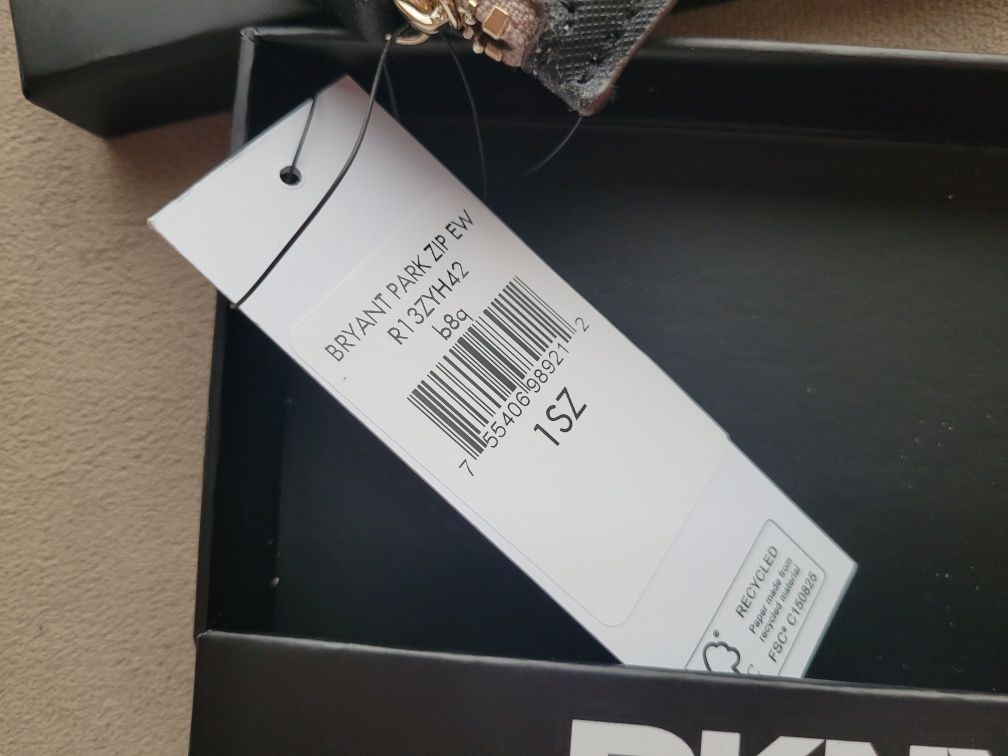 BRYANT PARK ZIP EW
R13ZYH42
b8q
7 55406 98921 2
1SZ
RECYCLED
Paper made from
recycled material
FSC® C150825